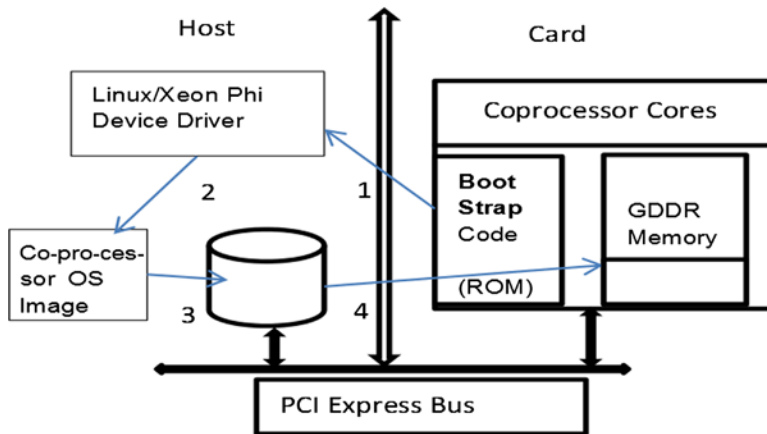 Host
Card
Linux/Xeon Phi
Device Driver
Coprocessor Cores
2
1
Boot
Strap
Code
(ROM)
GDDR
Memory
Co-pro-ces-
sor OS
Image
3
4
PCI Express Bus